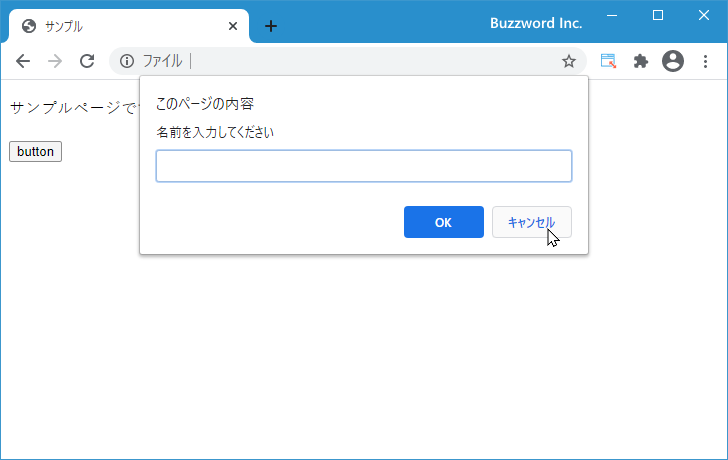 サンプル
Buzzword Inc.
ファイル
このページの内容
名前を入力してください
サンプルページで
button
OK
キャンセル